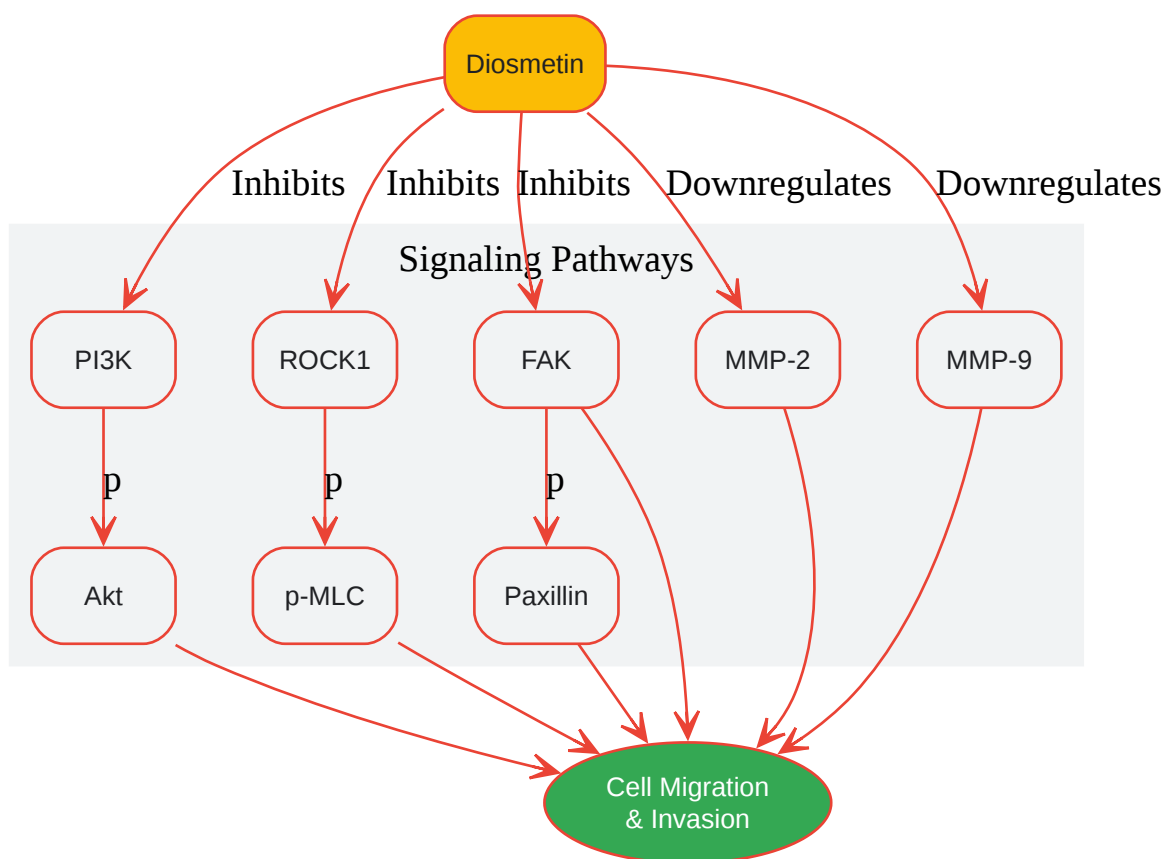 Diosmetin
Inhibits
Inhibits
Inhibits
Downregulates
Downregulates
Signaling Pathways
PI3K
ROCK1
FAK
MMP-2
MMP-9
p
p
p
Akt
p-MLC
Paxillin
Cell Migration
& Invasion